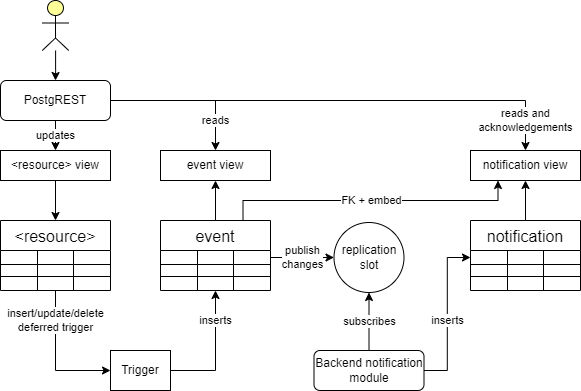 PostgREST
updates
reads
reads and
acknowledgements
<resource> view
event view
notification view
FK + embed
<resource>
event
publish
changes
replication
slot
notification
insert/update/delete
deferred trigger
inserts
subscribes
inserts
Trigger
Backend notification
module